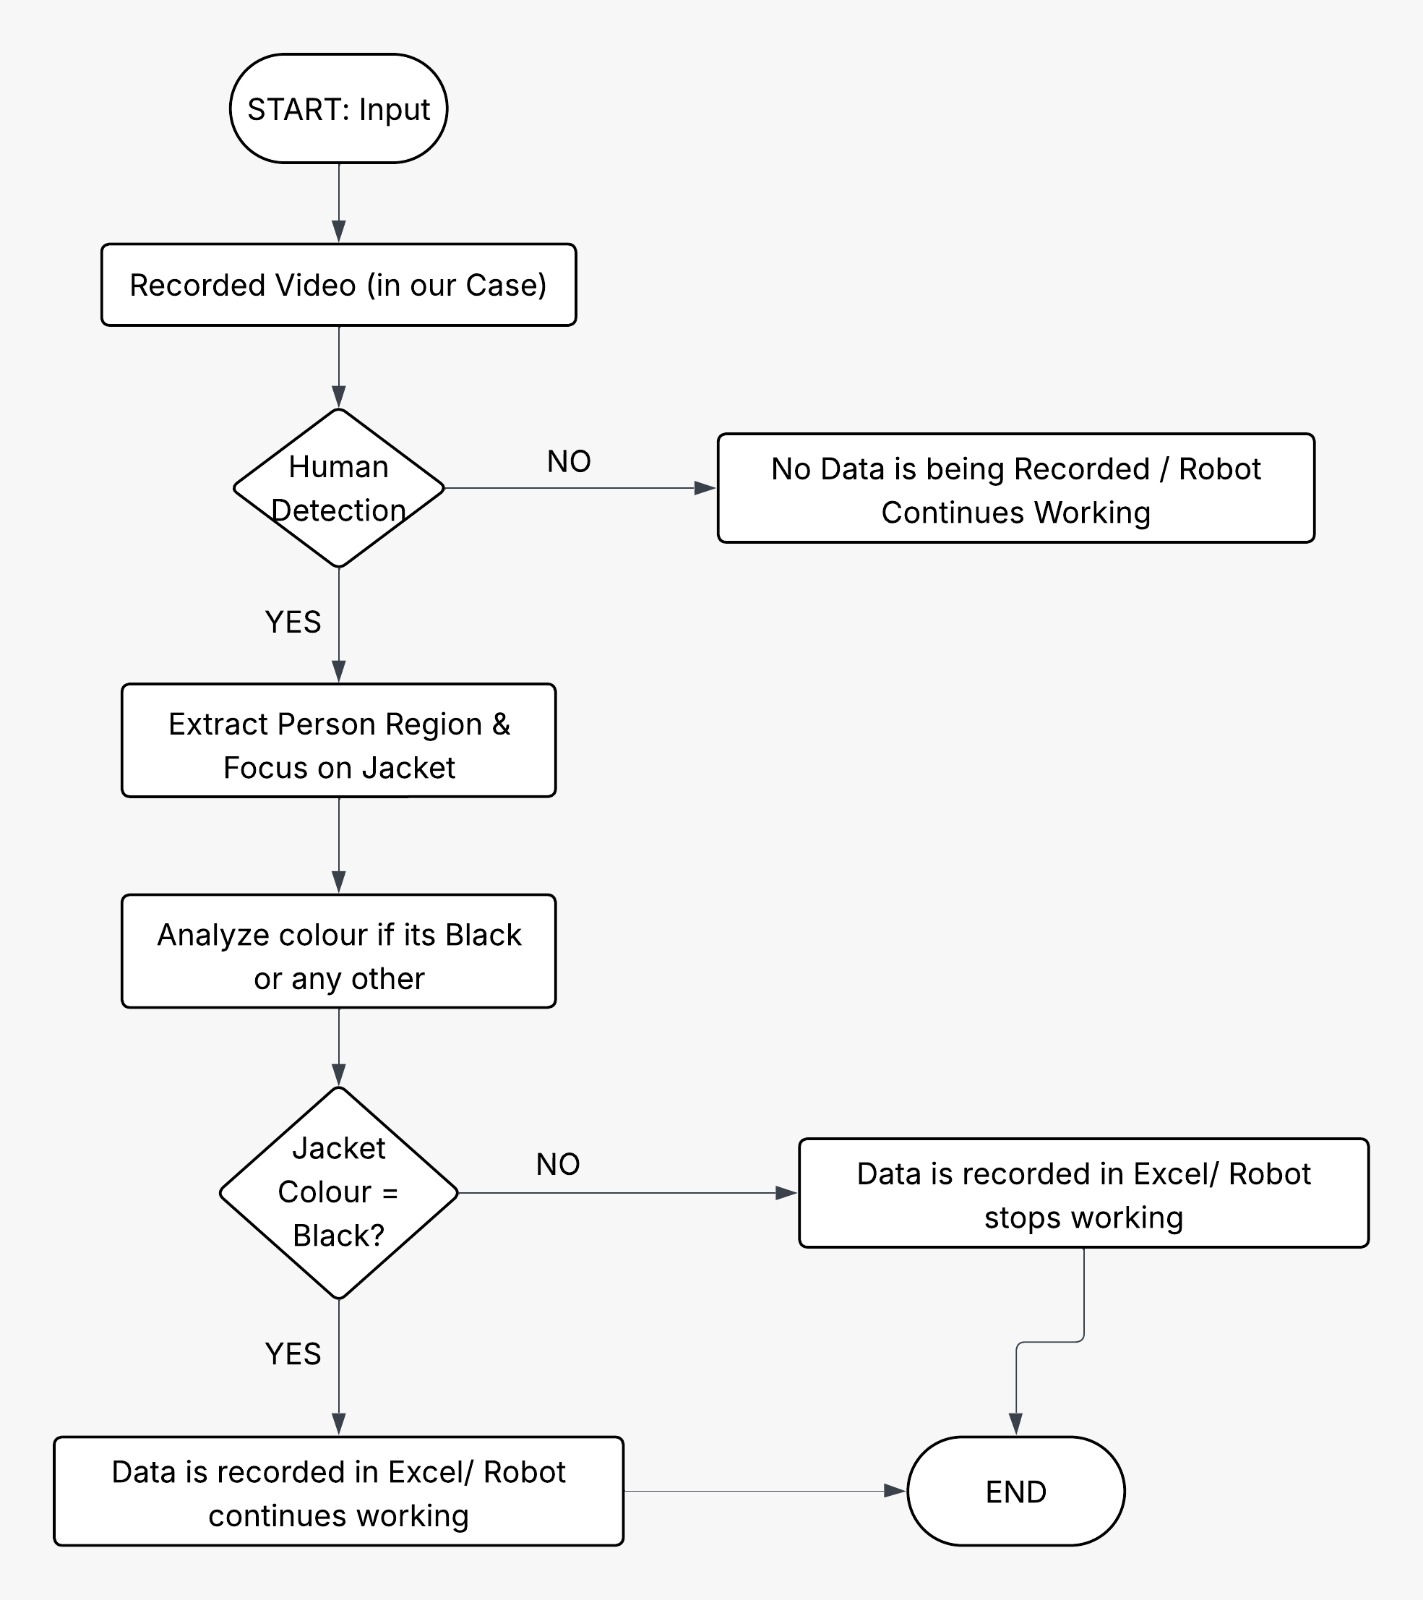 START: Input
Recorded Video (in our Case)
Human
Detection
NO
No Data is being Recorded / Robot
Continues Working
YES
Extract Person Region &
Focus on Jacket
Analyze colour if its Black
or any other
Jacket
Colour =
Black?
NO
Data is recorded in Excel/ Robot
stops working
YES
Data is recorded in Excel/ Robot
continues working
END